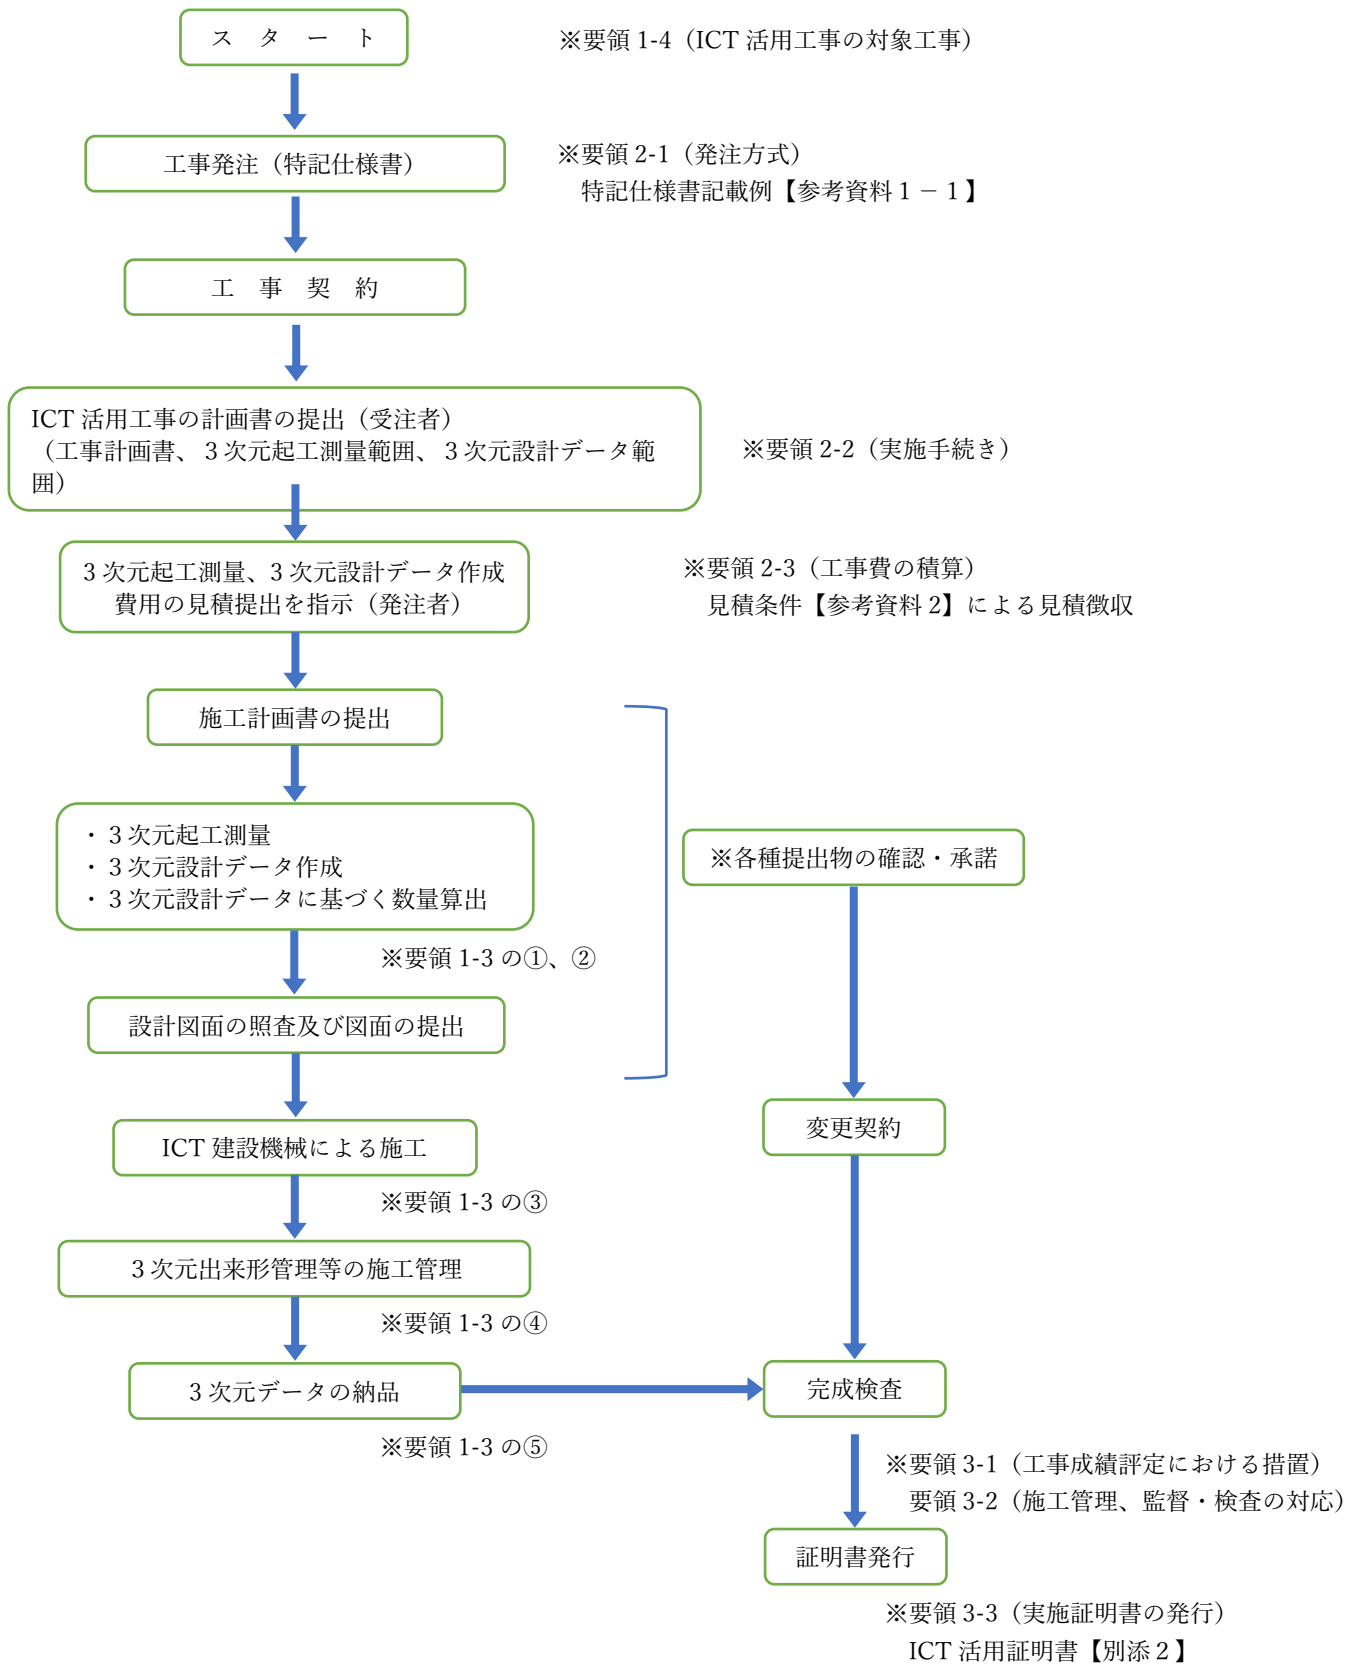 ス　タ　ー　ト
※要領 1-4（ICT 活用工事の対象工事）
工事発注（特記仕様書）
※要領 2-1（発注方式）
特記仕様書記載例【参考資料１－１】
工　事　契　約
ICT 活用工事の計画書の提出（受注者）
（工事計画書、３次元起工測量範囲、３次元設計データ範
囲）
※要領 2-2（実施手続き）
３次元起工測量、３次元設計データ作成
費用の見積提出を指示（発注者）
※要領 2-3（工事費の積算）
見積条件【参考資料 2】による見積徴収
施工計画書の提出
・３次元起工測量
・３次元設計データ作成
・３次元設計データに基づく数量算出
※各種提出物の確認・承諾
※要領 1-3 の①、②
設計図面の照査及び図面の提出
変更契約
ICT 建設機械による施工
※要領 1-3 の③
３次元出来形管理等の施工管理
※要領 1-3 の④
３次元データの納品
完成検査
※要領 1-3 の⑤
※要領 3-1（工事成績評定における措置）
要領 3-2（施工管理、監督・検査の対応）
証明書発行
※要領 3-3（実施証明書の発行）
ICT 活用証明書【別添２】